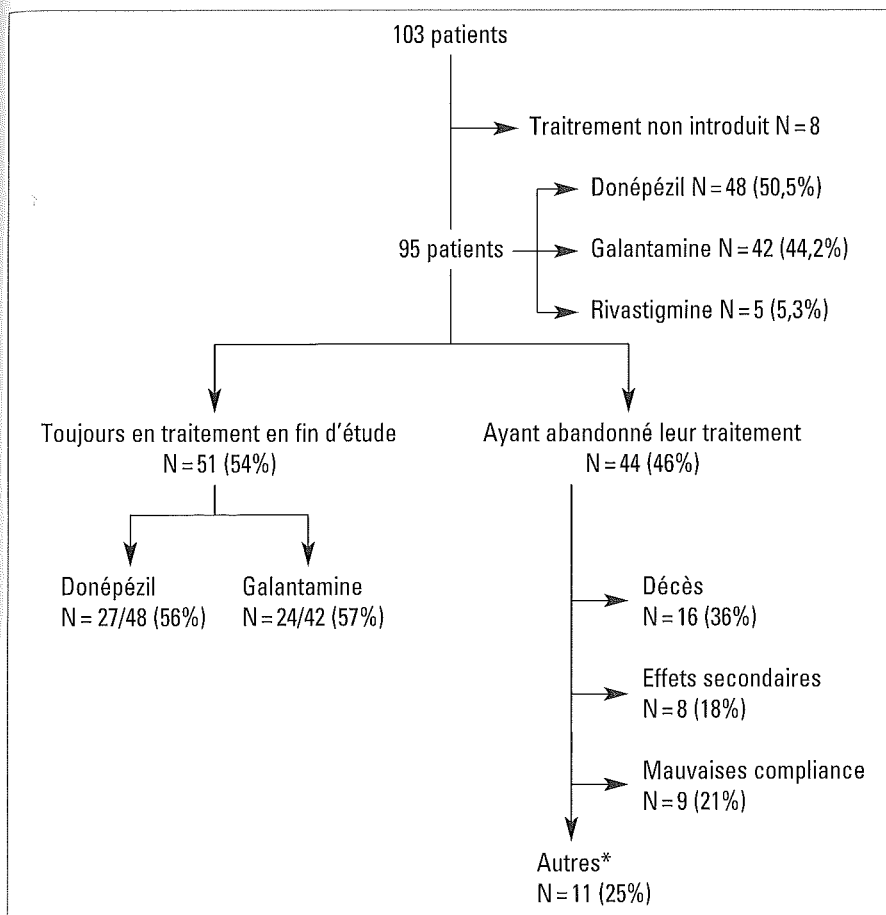 103 patients
Traitrement non introduit N = 8
Donépézil N = 48 (50,5%)
95 patients
Galantamine N = 42 (44,2%)
Rivastigmine N = 5 (5,3%)
Toujours en traitement en fin d'étude
N = 51 (54%)
Ayant abandonné leur traitement
N = 44 (46%)
Donépézil
N = 27/48 (56%)
Galantamine
N = 24/42 (57%)
Décès
N = 16 (36%)
Effets secondaires
N = 8 (18%)
Mauvaises compliance
N = 9 (21%)
Autres*
N = 11 (25%)